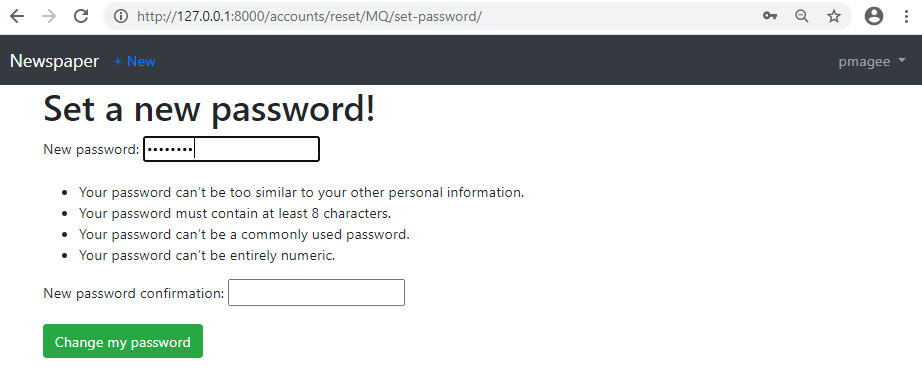 http://127.0.0.1:8000/accounts/reset/MQ/set-password/
Newspaper + New pmagee
Set a new password!
New password: ••••••••
• Your password can't be too similar to your other personal information.
• Your password must contain at least 8 characters.
• Your password can't be a commonly used password.
• Your password can't be entirely numeric.
New password confirmation:
Change my password